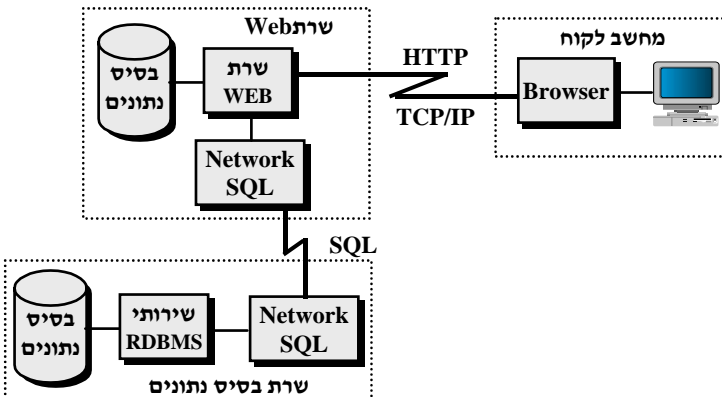 שרת Web
מחשב לקוח
בסיס
נתונים
שרת
WEB
HTTP
TCP/IP
Browser
Network
SQL
SQL
בסיס
נתונים
שירותי
RDBMS
Network
SQL
שרת בסיס נתונים